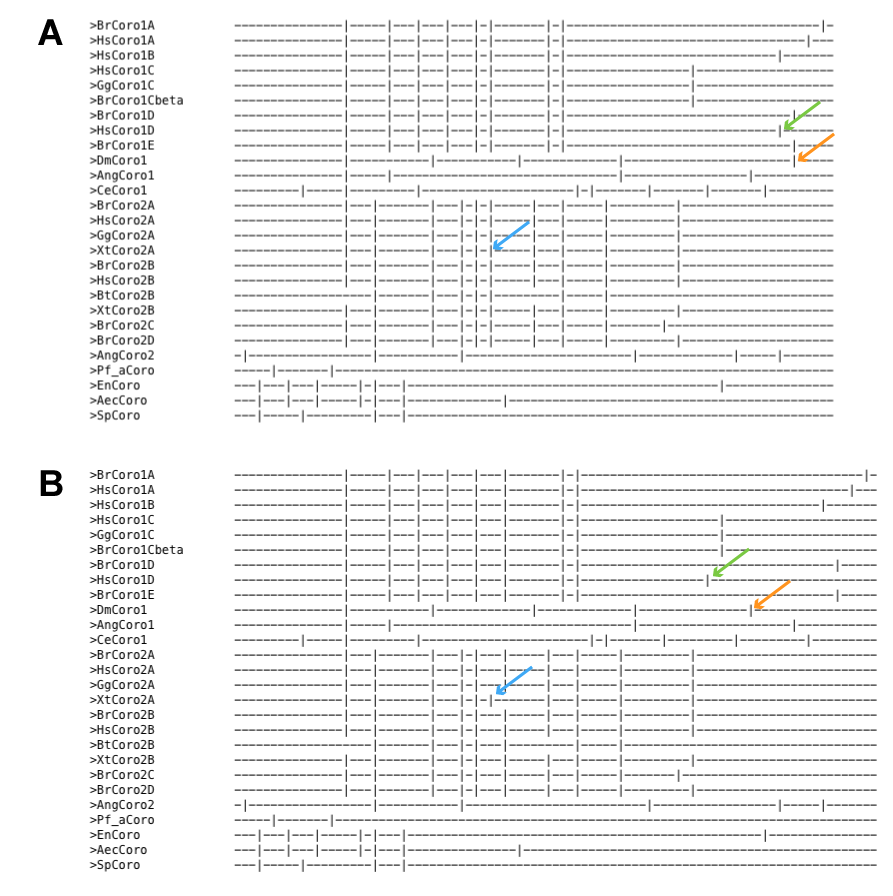 A
>BrCoro1A
>HsCoro1A
>HsCoro1B
>HsCoro1C
>GgCoro1C
>BrCoro1Cbeta
>BrCoro1D
>HsCoro1D
>BrCoro1E
>DmCoro1
>AngCoro1
>CeCoro1
>BrCoro2A
>HsCoro2A
>GgCoro2A
>XtCoro2A
>BrCoro2B
>HsCoro2B
>BtCoro2B
>XtCoro2B
>BrCoro2C
>BrCoro2D
>AngCoro2
>Pf_aCoro
>EnCoro
>AecCoro
>SpCoro
B
>BrCoro1A
>HsCoro1A
>HsCoro1B
>HsCoro1C
>GgCoro1C
>BrCoro1Cbeta
>BrCoro1D
>HsCoro1D
>BrCoro1E
>DmCoro1
>AngCoro1
>CeCoro1
>BrCoro2A
>HsCoro2A
>GgCoro2A
>XtCoro2A
>BrCoro2B
>HsCoro2B
>BtCoro2B
>XtCoro2B
>BrCoro2C
>BrCoro2D
>AngCoro2
>Pf_aCoro
>EnCoro
>AecCoro
>SpCoro